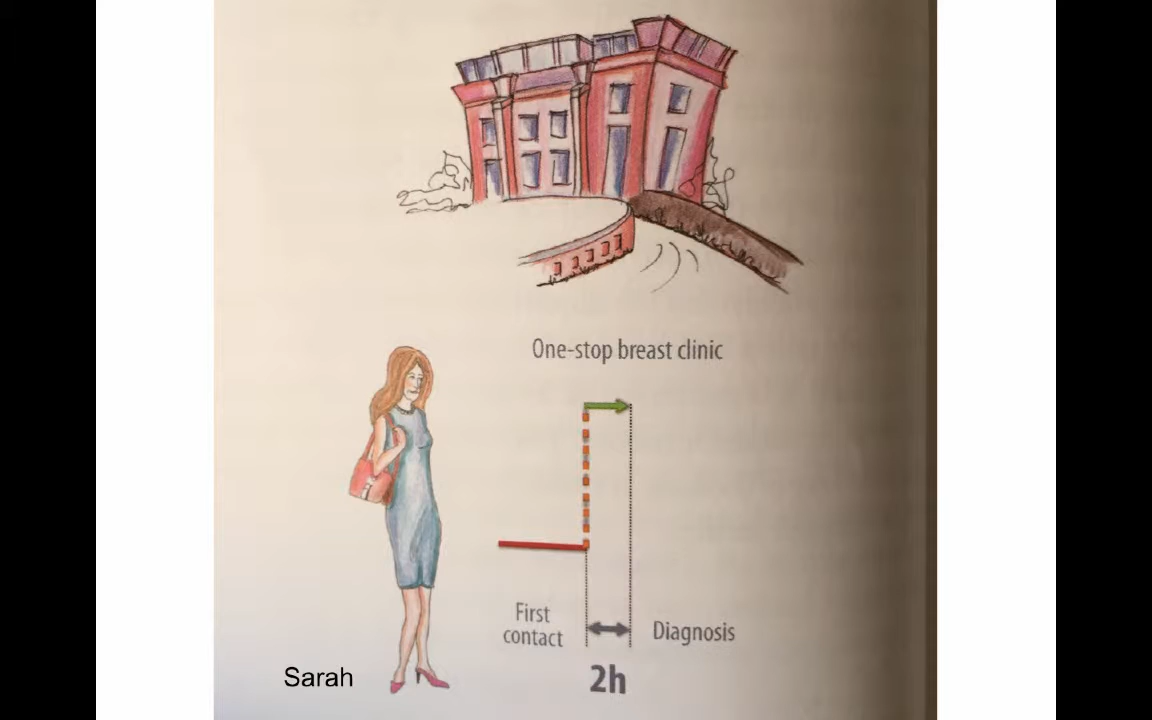 One-stop breast clinic
First
contact
Diagnosis
2h
Sarah